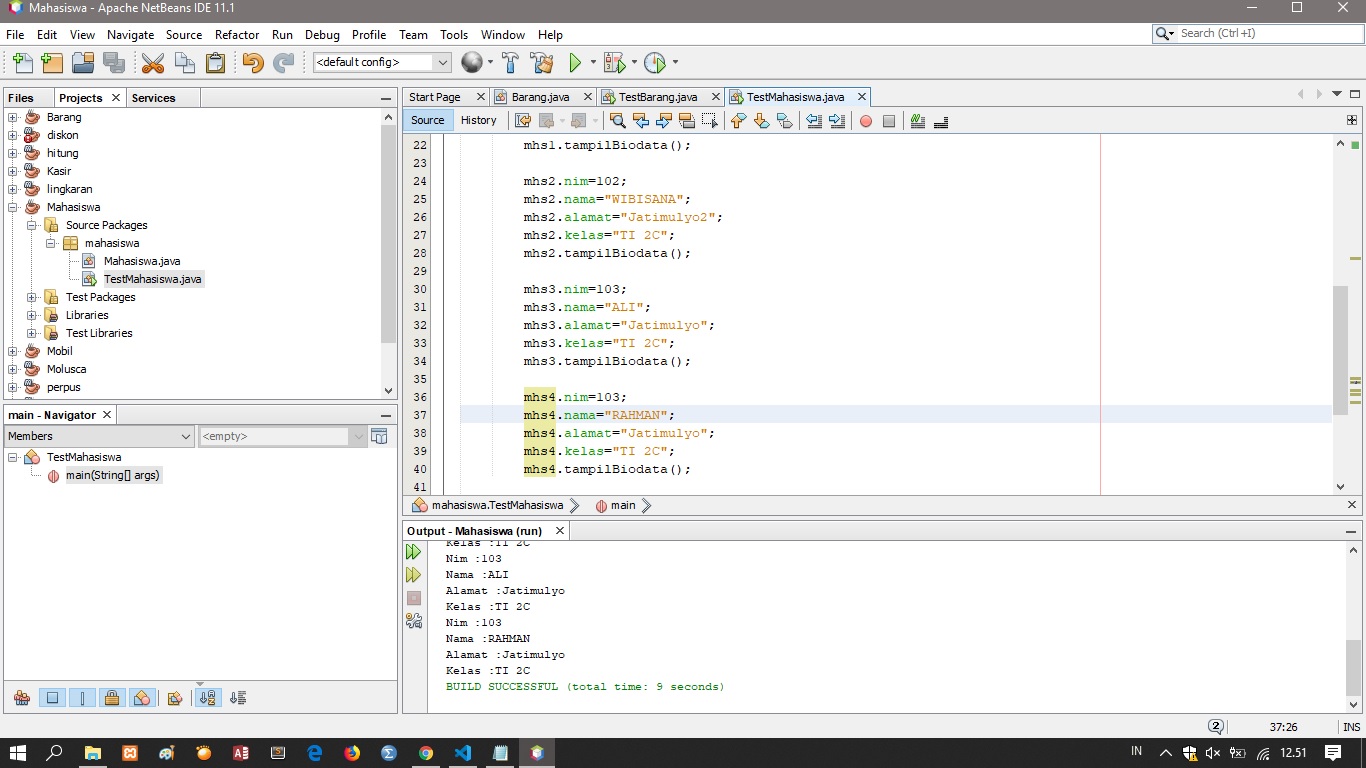 Mahasiswa - Apache NetBeans IDE 11.1
File Edit View Navigate Source Refactor Run Debug Profile Team Tools Window Help
Search (Ctrl+I)
<default config>
Files Projects Services
Barang
diskon
hitung
Kasir
lingkaran
Mahasiswa
Source Packages
mahasiswa
Mahasiswa.java
TestMahasiswa.java
Test Packages
Libraries
Test Libraries
Mobil
Molusca
perpus
main - Navigator
Members <empty>
TestMahasiswa
main(String[] args)
Start Page Barang.java TestBarang.java TestMahasiswa.java
Source History
22 mhs1.tampilBiodata();
23
24 mhs2.nim=102;
25 mhs2.nama="WIBISANA";
26 mhs2.alamat="Jatimulyo2";
27 mhs2.kelas="TI 2C";
28 mhs2.tampilBiodata();
29
30 mhs3.nim=103;
31 mhs3.nama="ALI";
32 mhs3.alamat="Jatimulyo";
33 mhs3.kelas="TI 2C";
34 mhs3.tampilBiodata();
35
36 mhs4.nim=103;
37 mhs4.nama="RAHMAN";
38 mhs4.alamat="Jatimulyo";
39 mhs4.kelas="TI 2C";
40 mhs4.tampilBiodata();
41
mahasiswa.TestMahasiswa main
Output - Mahasiswa (run)
Kelas :TI 2C
Nim :103
Nama :ALI
Alamat :Jatimulyo
Kelas :TI 2C
Nim :103
Nama :RAHMAN
Alamat :Jatimulyo
Kelas :TI 2C
BUILD SUCCESSFUL (total time: 9 seconds)
2 37:26 INS
IN 12.51